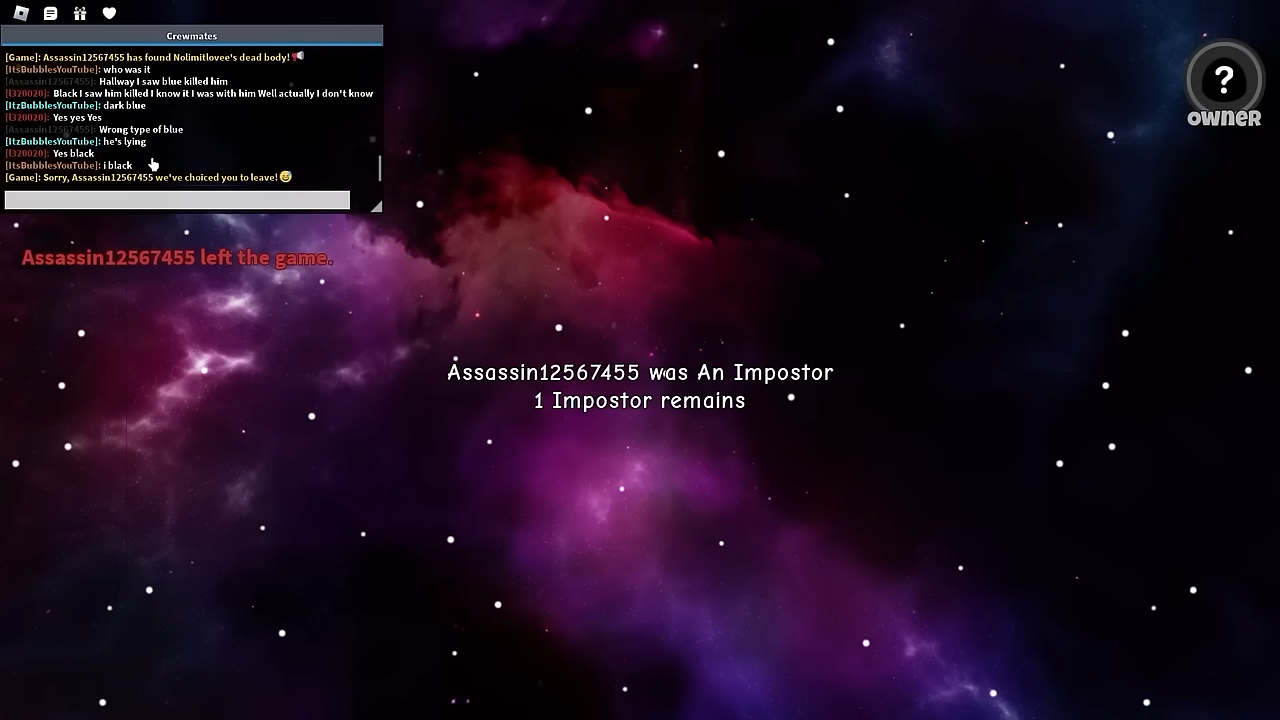 Crewmates
[Game]: Assassin12567455 has found Nolimitlovee's dead body!📢
[ItsBubblesYouTube]: who was it
[Assassin12567455]: Hallway I saw blue killed him
[l320020]: Black I saw him killed I know it I was with him Well actually I don't know
[ItzBubblesYouTube]: dark blue
[l320020]: Yes yes Yes
[Assassin12567455]: Wrong type of blue
[ItzBubblesYouTube]: he's lying
[l320020]: Yes black
[ItsBubblesYouTube]: i black
[Game]: Sorry, Assassin12567455 we've choiced you to leave!😅
?
OWNER
Assassin12567455 left the game.
Assassin12567455 was An Impostor
1 Impostor remains